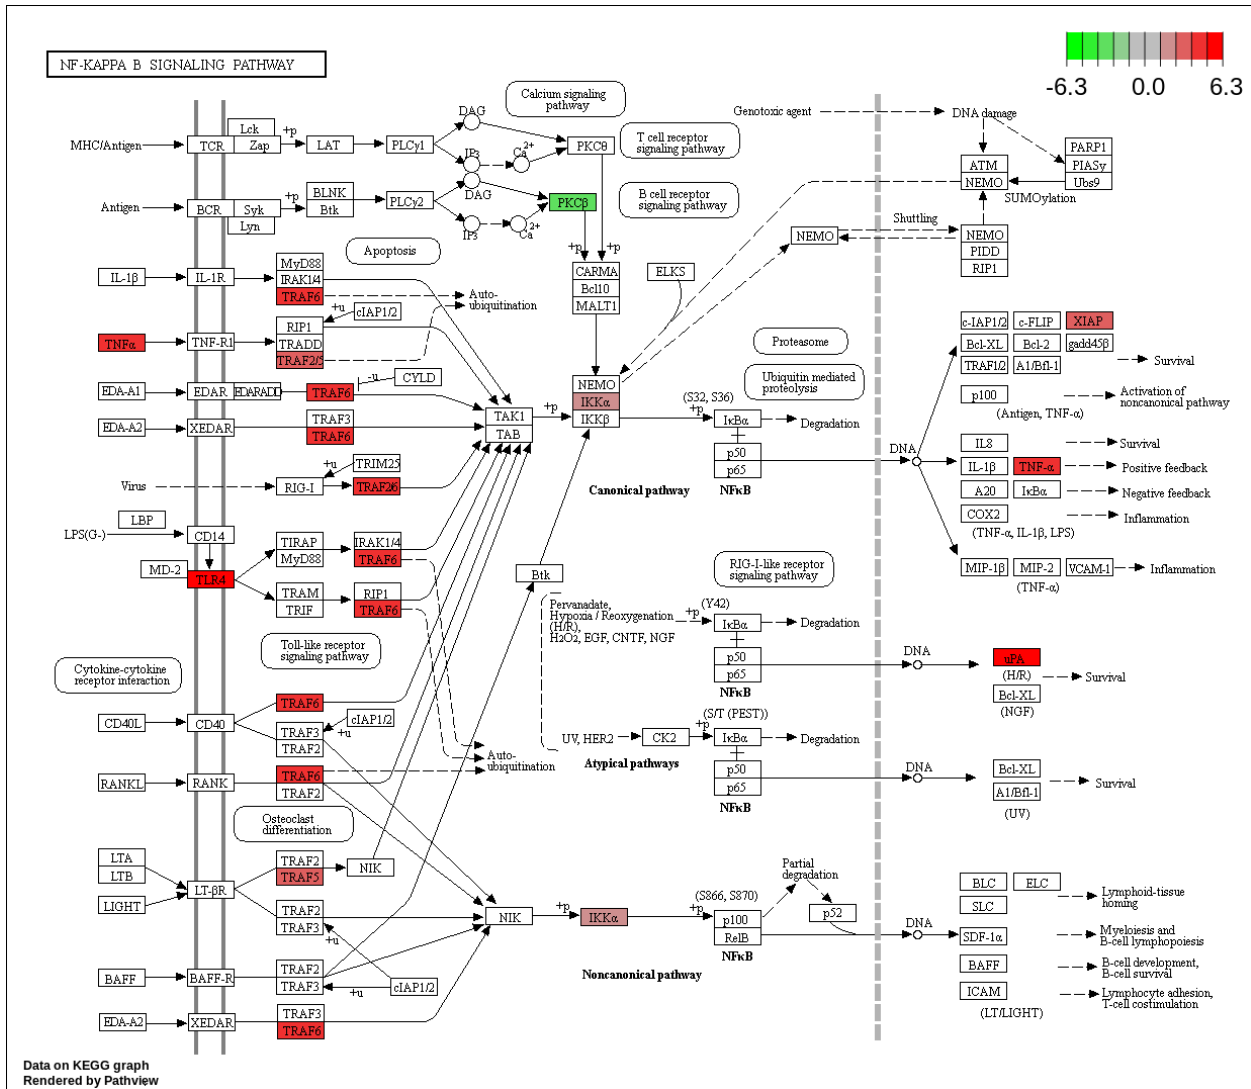 NF-KAPPA B SIGNALING PATHWAY
-6.3 0.0 6.3
Calcium signaling
pathway
T cell receptor
signaling pathway
B cell receptor
signaling pathway
MHC/Antigen
TCR
Lck
Zap
+p
LAT
PLCγ1
DAG
IP3
Ca2+
PKCθ
Antigen
BCR
Syk
Lyn
+p
BLNK
Btk
PLCγ2
DAG
IP3
Ca2+
PKCβ
+p
+p
CARMA
Bcl10
MALT1
ELKS
Genotoxic agent
DNA damage
ATM
NEMO
PARP1
PIASy
Ubs9
SUMOylation
Shuttling
NEMO
NEMO
PIDD
RIP1
Apoptosis
IL-1β
IL-1R
MyD88
IRAK1/4
TRAF6
Auto-
ubiquitination
TNFα
TNF-R1
RIP1
TRADD
TRAF2/5
+u
cIAP1/2
EDA-A1
EDAR
EDARADD
TRAF6
-u
CYLD
EDA-A2
XEDAR
TRAF3
TRAF6
TAK1
TAB
+p
NEMO
IKKα
IKKβ
Proteasome
Ubiquitin mediated
proteolysis
(S32, S36)
+p
IκBα
Degradation
p50
p65
NFκB
Canonical pathway
Virus
RIG-I
+u
TRIM25
TRAF26
LPS(G-)
LBP
CD14
MD-2
TLR4
TIRAP
MyD88
IRAK1/4
TRAF6
TRAM
TRIF
RIP1
TRAF6
Toll-like receptor
signaling pathway
Cytokine-cytokine
receptor interaction
Btk
RIG-I-like receptor
signaling pathway
Pervanadate,
Hypoxia / Reoxygenation
(H/R),
H2O2, EGF, CNTF, NGF
+p
(Y42)
IκBα
Degradation
p50
p65
NFκB
(S/T (PEST))
UV, HER2
CK2
+p
IκBα
Degradation
Atypical pathways
p50
p65
NFκB
CD40L
CD40
TRAF6
TRAF3
TRAF2
+u
cIAP1/2
RANKL
RANK
TRAF6
TRAF2
Auto-
ubiquitination
Osteoclast
differentiation
LTA
LTB
LIGHT
LT-βR
TRAF2
TRAF5
NIK
TRAF2
TRAF3
+u
BAFF
BAFF-R
TRAF2
TRAF3
+u
cIAP1/2
EDA-A2
XEDAR
TRAF3
TRAF6
NIK
+p
IKKα
+p
(S866, S870)
p100
RelB
NFκB
Partial
degradation
p52
Noncanonical pathway
DNA
c-IAP1/2
c-FLIP
XIAP
Bcl-XL
Bcl-2
gadd45β
TRAF1/2
A1/Bfl-1
Survival
p100
(Antigen, TNF-α)
Activation of
noncanonical pathway
IL8
Survival
IL-1β
TNF-α
Positive feedback
A20
IκBα
Negative feedback
COX2
Inflammation
(TNF-α, IL-1β, LPS)
MIP-1β
MIP-2
VCAM-1
Inflammation
(TNF-α)
DNA
uPA
(H/R)
Bcl-XL
(NGF)
Survival
DNA
Bcl-XL
A1/Bfl-1
(UV)
Survival
DNA
BLC
ELC
SLC
Lymphoid-tissue
homing
SDF-1α
Myeloiesis and
B-cell lymphopoiesis
BAFF
B-cell development,
B-cell survival
ICAM
Lymphocyte adhesion,
T-cell costimulation
(LT/LIGHT)
Data on KEGG graph
Rendered by Pathview